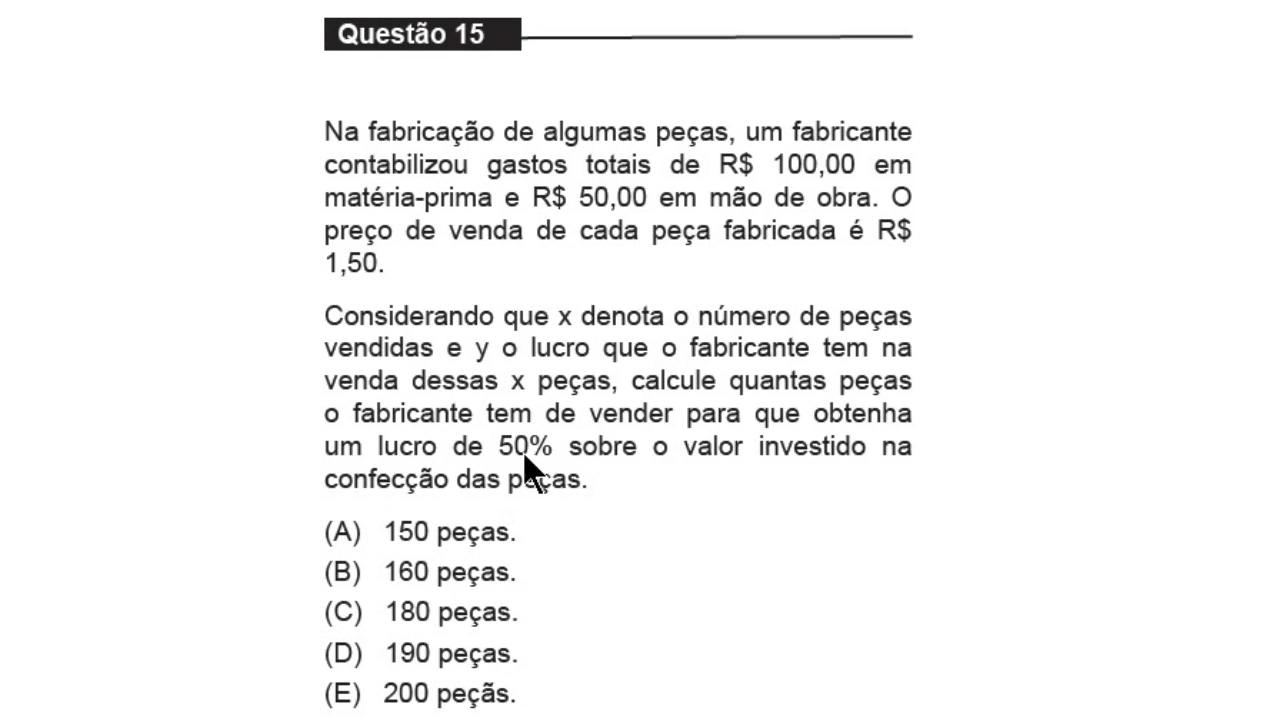 Questão 15
Na fabricação de algumas peças, um fabricante
contabilizou gastos totais de R$ 100,00 em
matéria-prima e R$ 50,00 em mão de obra. O
preço de venda de cada peça fabricada é R$
1,50.
Considerando que x denota o número de peças
vendidas e y o lucro que o fabricante tem na
venda dessas x peças, calcule quantas peças
o fabricante tem de vender para que obtenha
um lucro de 50% sobre o valor investido na
confecção das peças.
(A) 150 peças.
(B) 160 peças.
(C) 180 peças.
(D) 190 peças.
(E) 200 peçãs.